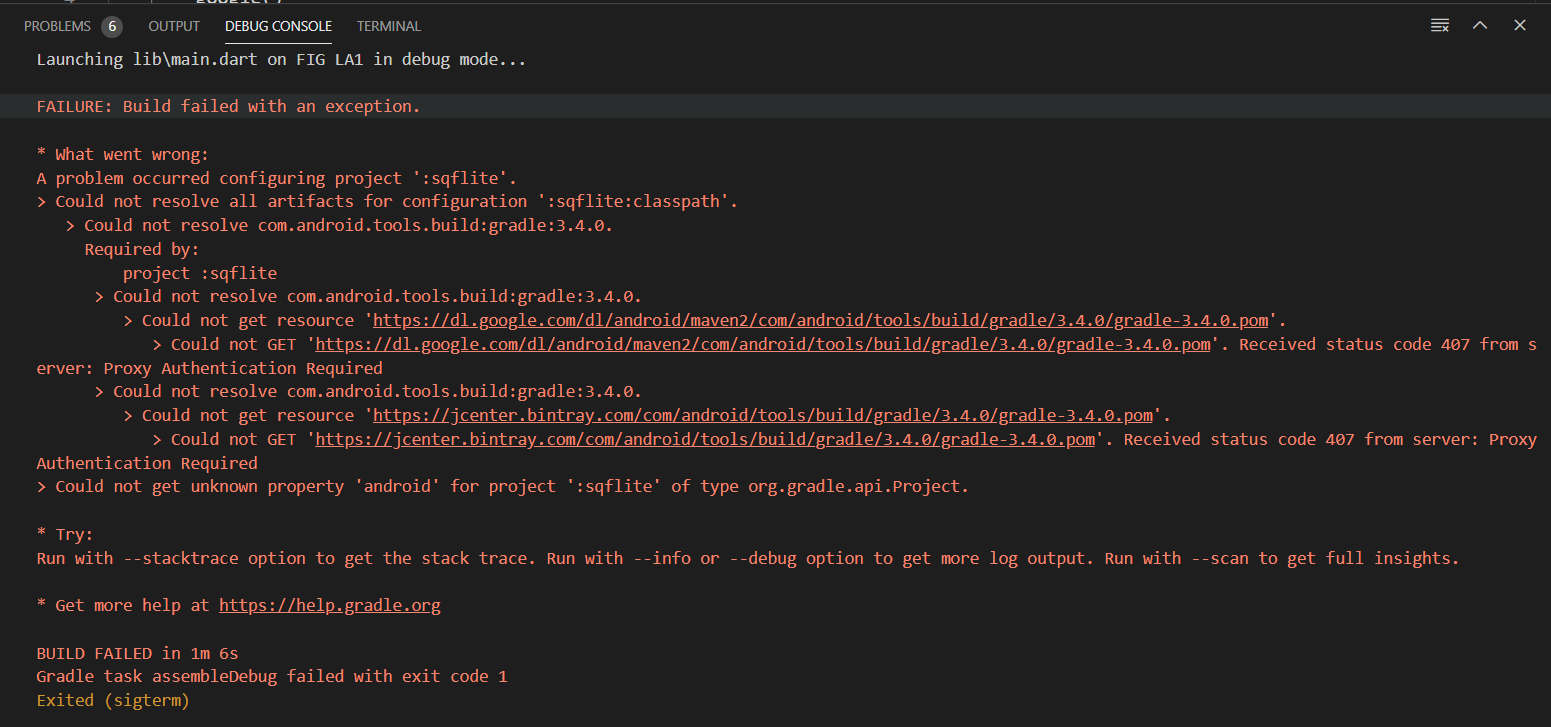 PROBLEMS 6 OUTPUT DEBUG CONSOLE TERMINAL
Launching lib\main.dart on FIG LA1 in debug mode...
FAILURE: Build failed with an exception.
* What went wrong:
A problem occurred configuring project ':sqflite'.
> Could not resolve all artifacts for configuration ':sqflite:classpath'.
> Could not resolve com.android.tools.build:gradle:3.4.0.
Required by:
project :sqflite
> Could not resolve com.android.tools.build:gradle:3.4.0.
> Could not get resource 'https://dl.google.com/dl/android/maven2/com/android/tools/build/gradle/3.4.0/gradle-3.4.0.pom'.
> Could not GET 'https://dl.google.com/dl/android/maven2/com/android/tools/build/gradle/3.4.0/gradle-3.4.0.pom'. Received status code 407 from s
erver: Proxy Authentication Required
> Could not resolve com.android.tools.build:gradle:3.4.0.
> Could not get resource 'https://jcenter.bintray.com/com/android/tools/build/gradle/3.4.0/gradle-3.4.0.pom'.
> Could not GET 'https://jcenter.bintray.com/com/android/tools/build/gradle/3.4.0/gradle-3.4.0.pom'. Received status code 407 from server: Proxy
Authentication Required
> Could not get unknown property 'android' for project ':sqflite' of type org.gradle.api.Project.
* Try:
Run with --stacktrace option to get the stack trace. Run with --info or --debug option to get more log output. Run with --scan to get full insights.
* Get more help at https://help.gradle.org
BUILD FAILED in 1m 6s
Gradle task assembleDebug failed with exit code 1
Exited (sigterm)